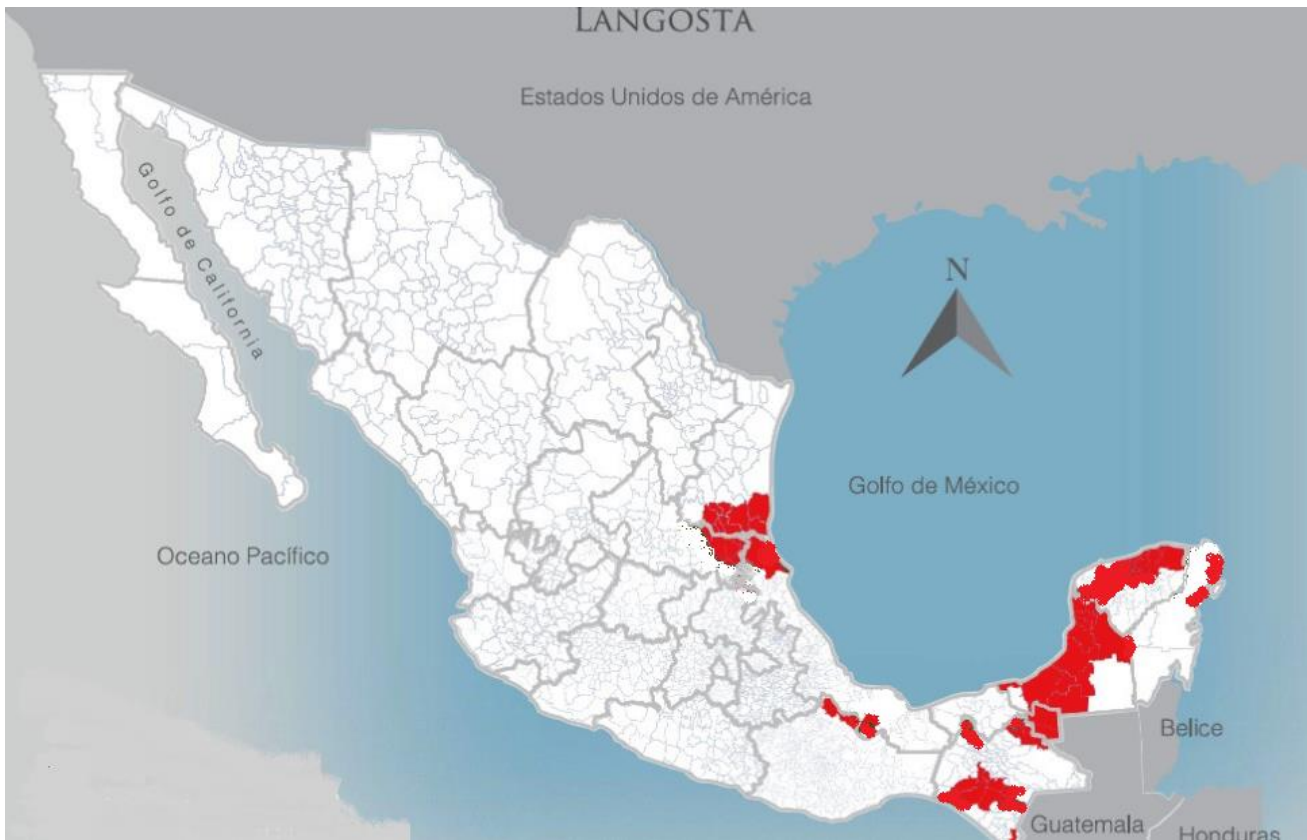 LANGOSTA
Estados Unidos de América
Golfo de California
N
Golfo de México
Oceano Pacífico
Belice
Guatemala
Honduras